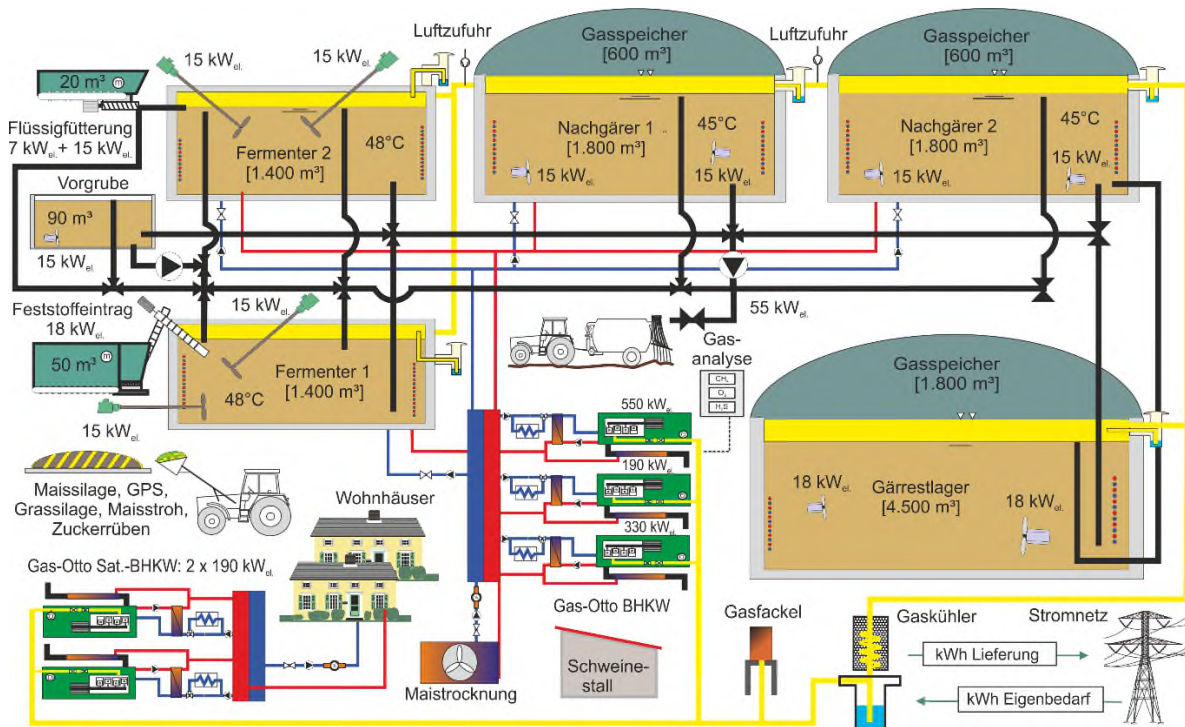 Luftzufuhr
Gasspeicher
[600 m³]
Luftzufuhr
Gasspeicher
[600 m³]
15 kWel.
15 kWel.
20 m³
m
Flüssigfütterung
7 kWel. + 15 kWel.
Fermenter 2
[1.400 m³]
48°C
Nachgärer 1
[1.800 m³]
45°C
15 kWel.
15 kWel.
Nachgärer 2
[1.800 m³]
45°C
15 kWel.
15 kWel.
Vorgrube
90 m³
15 kWel.
Feststoffeintrag
18 kWel.
50 m³
m
15 kWel.
Fermenter 1
[1.400 m³]
48°C
15 kWel.
55 kWel.
Gas-
analyse
CH₄
O₂
H₂S
Gasspeicher
[1.800 m³]
Gärrestlager
[4.500 m³]
18 kWel.
18 kWel.
Maissilage, GPS,
Grassilage, Maisstroh,
Zuckerrüben
Wohnhäuser
550 kWel.
190 kWel.
330 kWel.
Gas-Otto BHKW
Gas-Otto Sat.-BHKW: 2 x 190 kWel.
Maistrocknung
Schweine-
stall
Gasfackel
Gaskühler
Stromnetz
kWh Lieferung
kWh Eigenbedarf